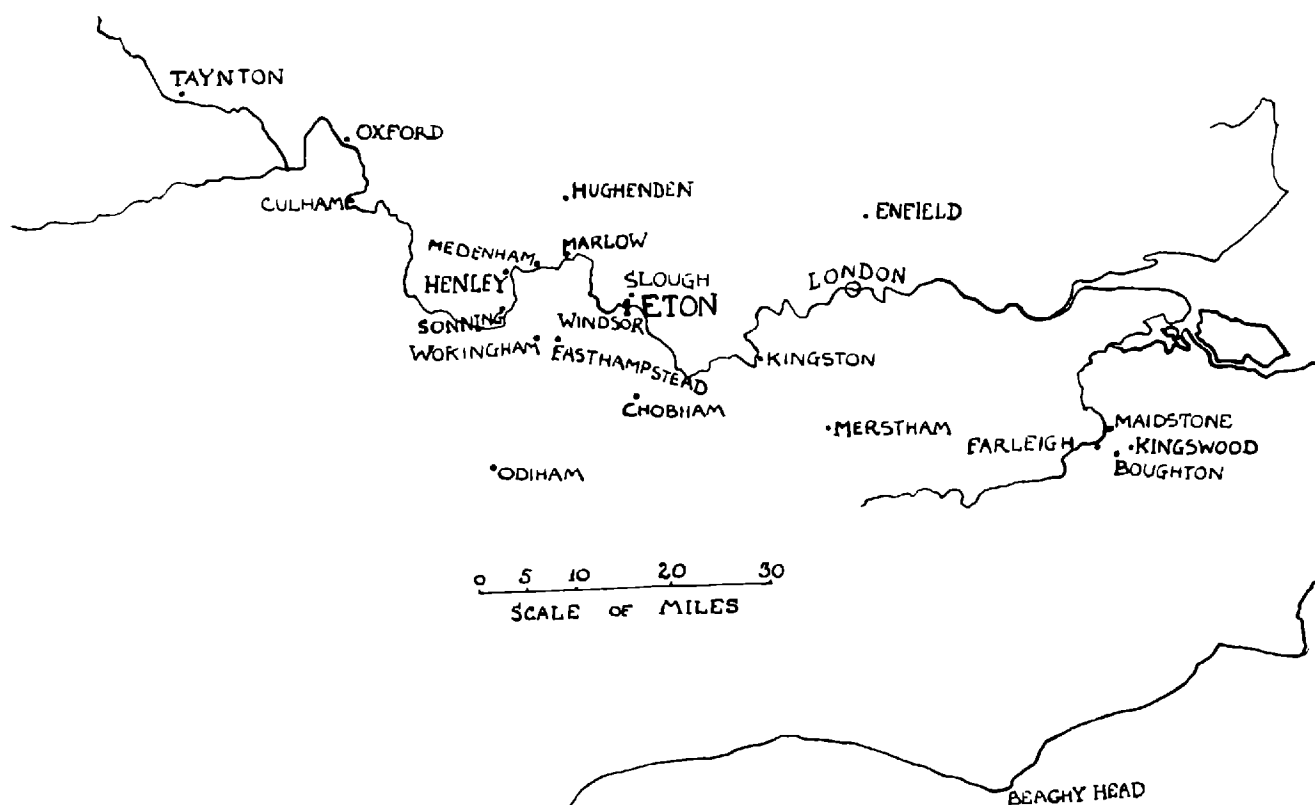 TAYNTON
OXFORD
CULHAM
HUGHENDEN
ENFIELD
MEDENHAM
MARLOW
HENLEY
SLOUGH
LONDON
ETON
SONNING
WINDSOR
WOKINGHAM
EASTHAMPSTEAD
KINGSTON
CHOBHAM
MERSTHAM
MAIDSTONE
FARLEIGH
KINGSWOOD
BOUGHTON
ODIHAM
0 5 10 20 30
SCALE OF MILES
BEACHY HEAD